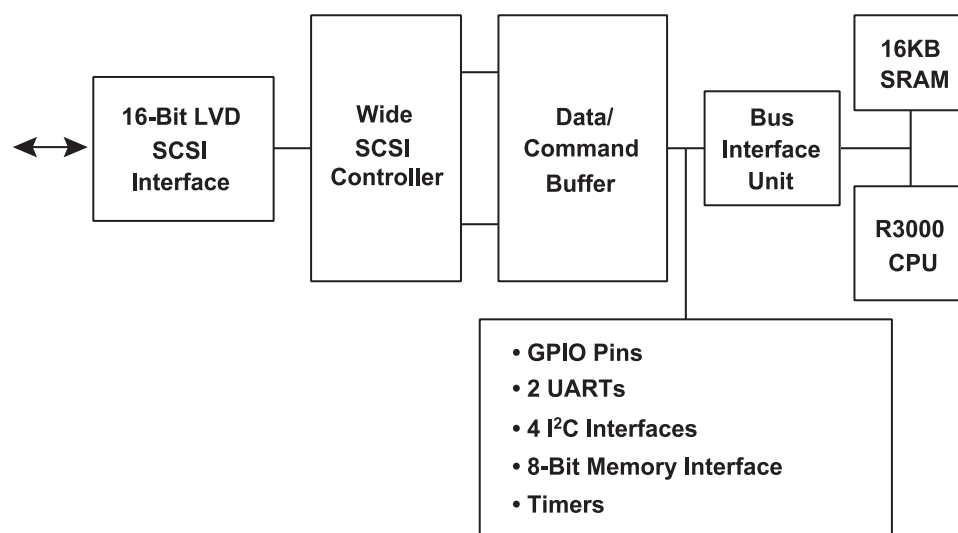 16-Bit LVD
SCSI
Interface
Wide
SCSI
Controller
Data/
Command
Buffer
Bus
Interface
Unit
16KB
SRAM
R3000
CPU
• GPIO Pins
• 2 UARTs
• 4 I²C Interfaces
• 8-Bit Memory Interface
• Timers